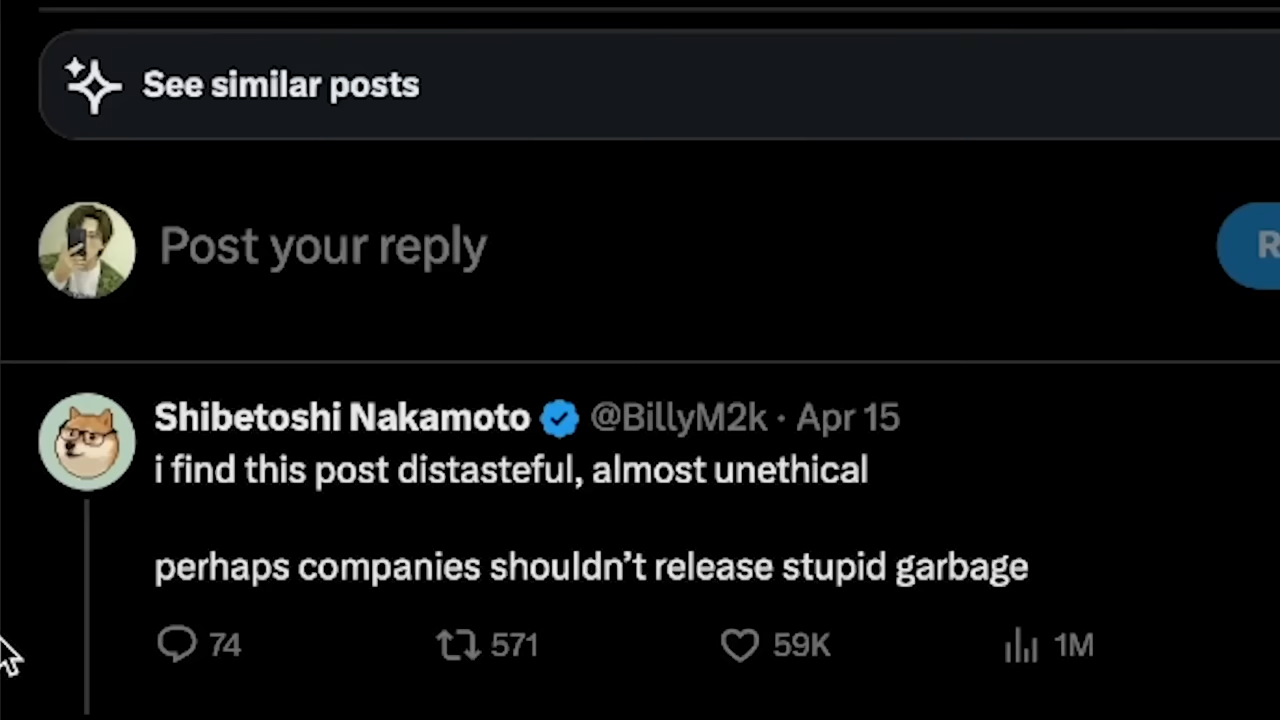 See similar posts
Post your reply
R
Shibetoshi Nakamoto @BillyM2k · Apr 15
i find this post distasteful, almost unethical
perhaps companies shouldn’t release stupid garbage
74 571 59K 1M